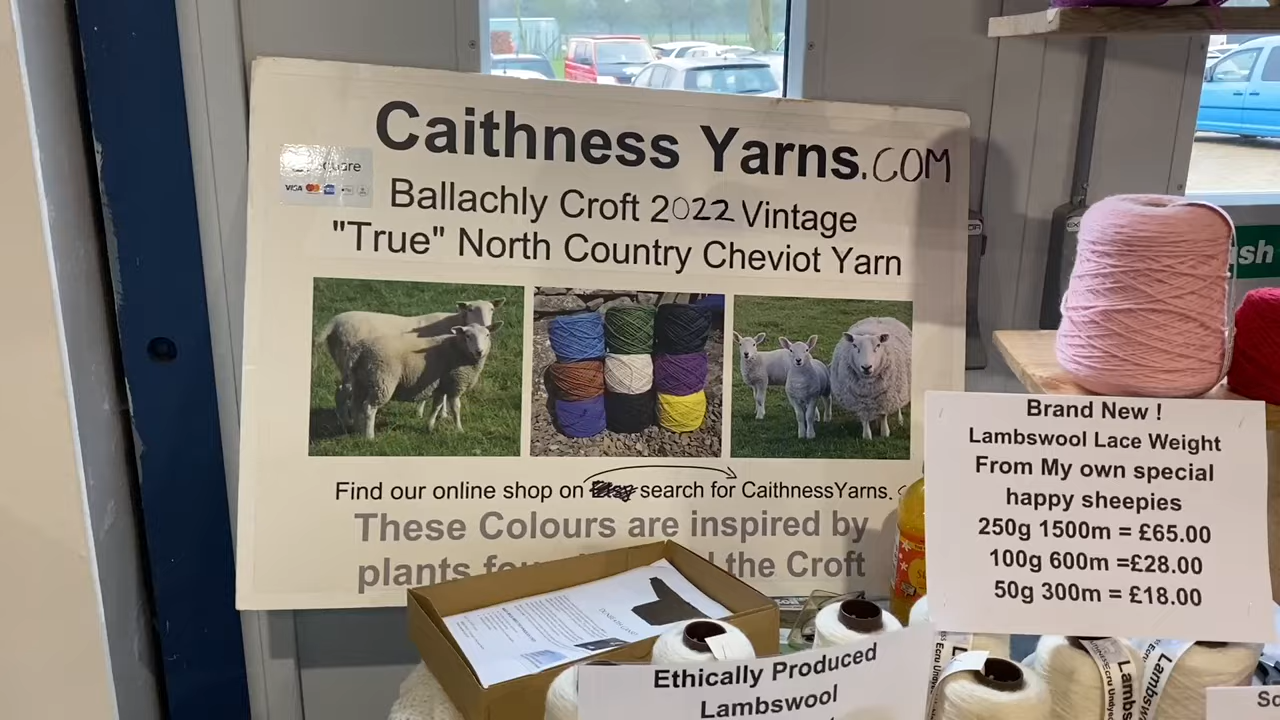 Caithness Yarns.COM
VISA
Ballachly Croft 2022 Vintage
"True" North Country Cheviot Yarn
Find our online shop on search for CaithnessYarns.
These Colours are inspired by
plants the Croft
Brand New !
Lambswool Lace Weight
From My own special
happy sheepies
250g 1500m = £65.00
100g 600m =£28.00
50g 300m = £18.00
Ethically Produced
Lambswool